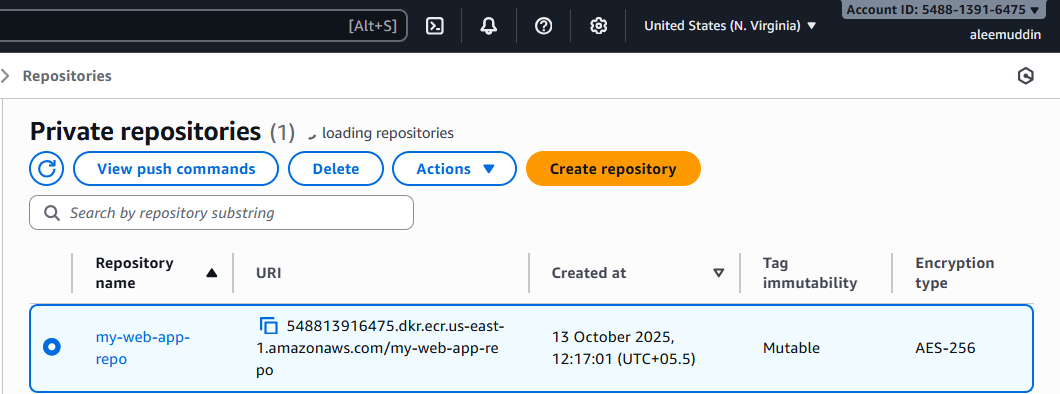 [Alt+S]
United States (N. Virginia)
Account ID: 5488-1391-6475
aleemuddin
Repositories
Private repositories (1)
loading repositories
View push commands
Delete
Actions
Create repository
Search by repository substring
Repository
name
URI
Created at
Tag
immutability
Encryption
type
my-web-app-
repo
548813916475.dkr.ecr.us-east-
1.amazonaws.com/my-web-app-re
po
13 October 2025,
12:17:01 (UTC+05.5)
Mutable
AES-256